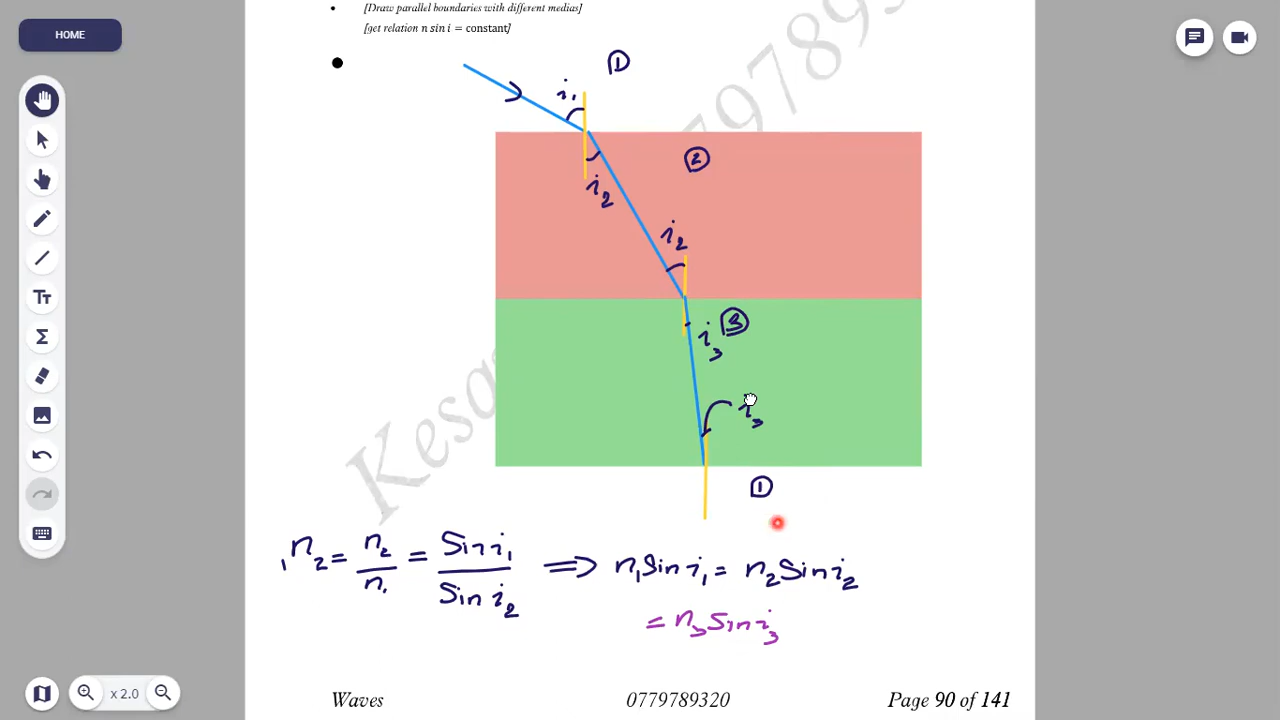 HOME
[Draw parallel boundaries with different medias]
[get relation n sin i = constant]
①
i₁
②
i₂
i₂
③
i₃
i₃
①
₁n₂ = n₂/n₁ = Sin i₁/Sin i₂ ⟹ n₁Sin i₁ = n₂Sin i₂
= n₃Sin i₃
Tт
Σ
x 2.0
Waves 0779789320 Page 90 of 141